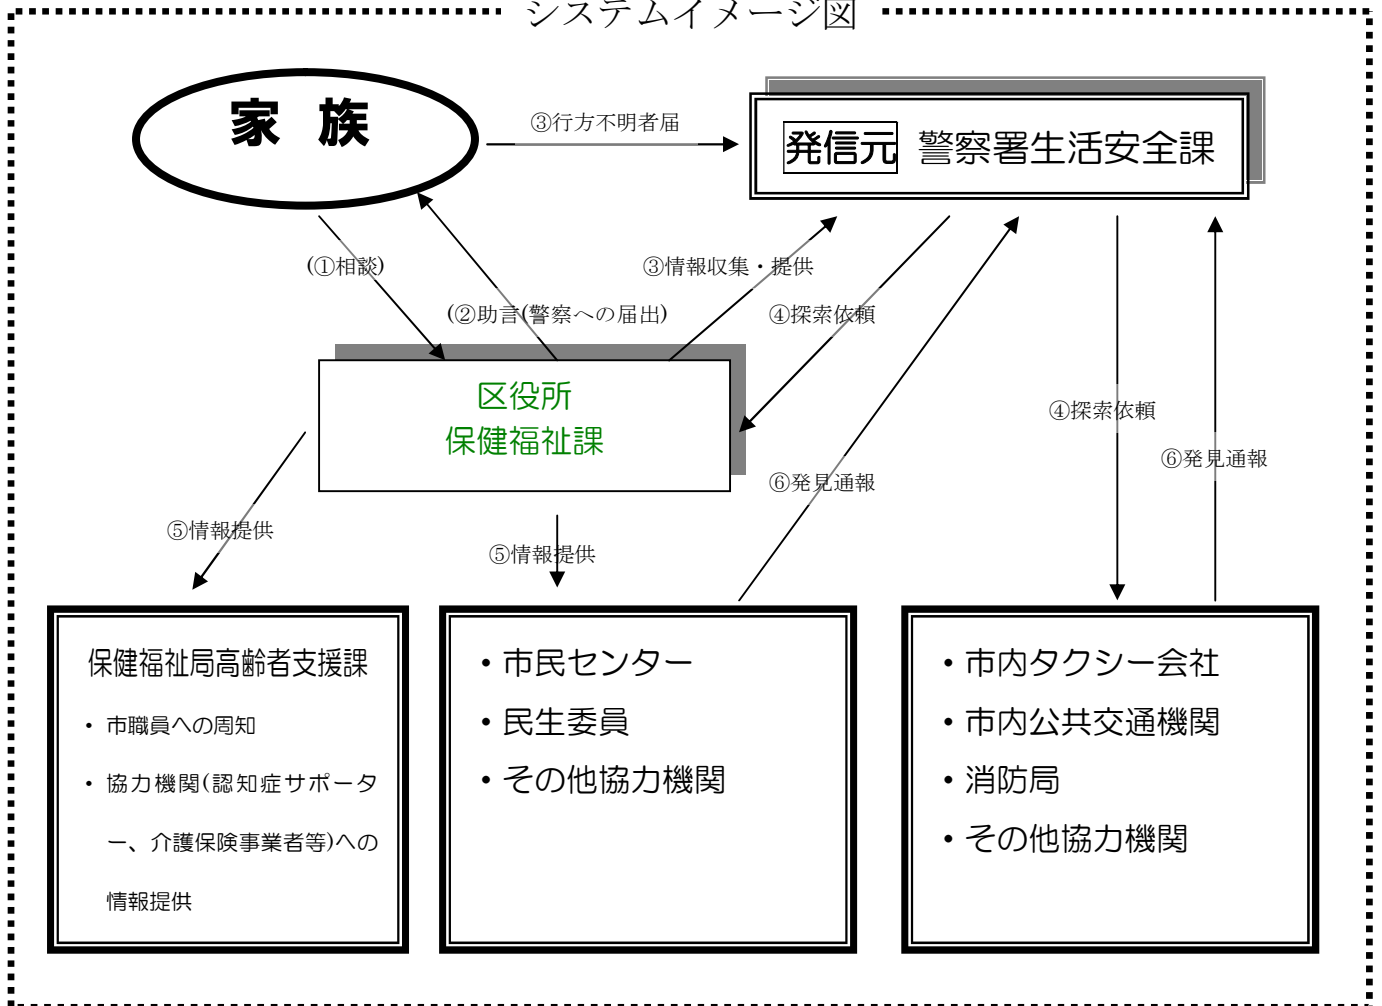 システムイメージ図
家 族
③行方不明者届
発信元 警察署生活安全課
(①相談)
③情報収集・提供
(②助言(警察への届出)
④探索依頼
区役所
保健福祉課
④探索依頼
⑥発見通報
⑥発見通報
⑤情報提供
⑤情報提供
保健福祉局高齢者支援課
・ 市職員への周知
・ 協力機関(認知症サポータ
ー、介護保険事業者等)への
情報提供
・市民センター
・民生委員
・その他協力機関
・市内タクシー会社
・市内公共交通機関
・消防局
・その他協力機関